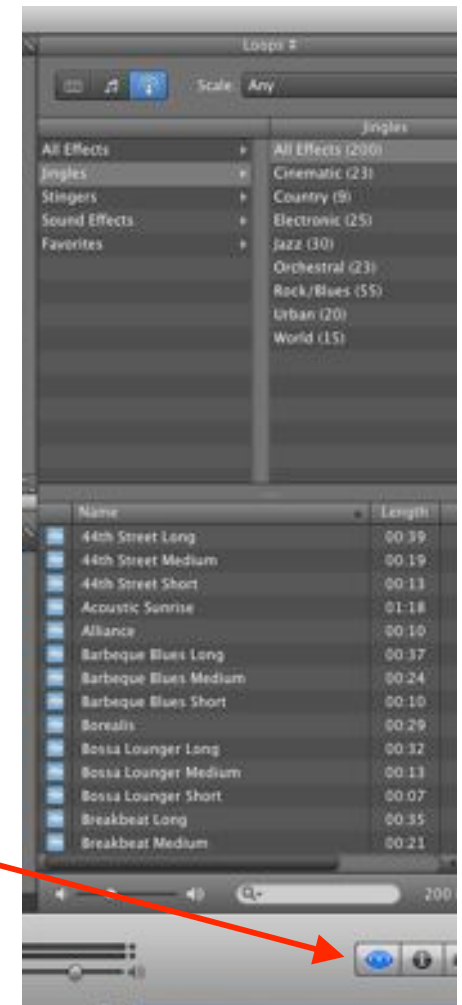 Loops
Scale: Any
Jingles
All Effects
Jingles
Stingers
Sound Effects
Favorites
All Effects (200)
Cinematic (23)
Country (9)
Electronic (25)
Jazz (30)
Orchestral (23)
Rock/Blues (55)
Urban (20)
World (15)
Name Length
44th Street Long 00:39
44th Street Medium 00:19
44th Street Short 00:13
Acoustic Sunrise 01:18
Alliance 00:10
Barbeque Blues Long 00:37
Barbeque Blues Medium 00:24
Barbeque Blues Short 00:10
Borealis 00:29
Bossa Lounger Long 00:32
Bossa Lounger Medium 00:13
Bossa Lounger Short 00:07
Breakbeat Long 00:35
Breakbeat Medium 00:21
200